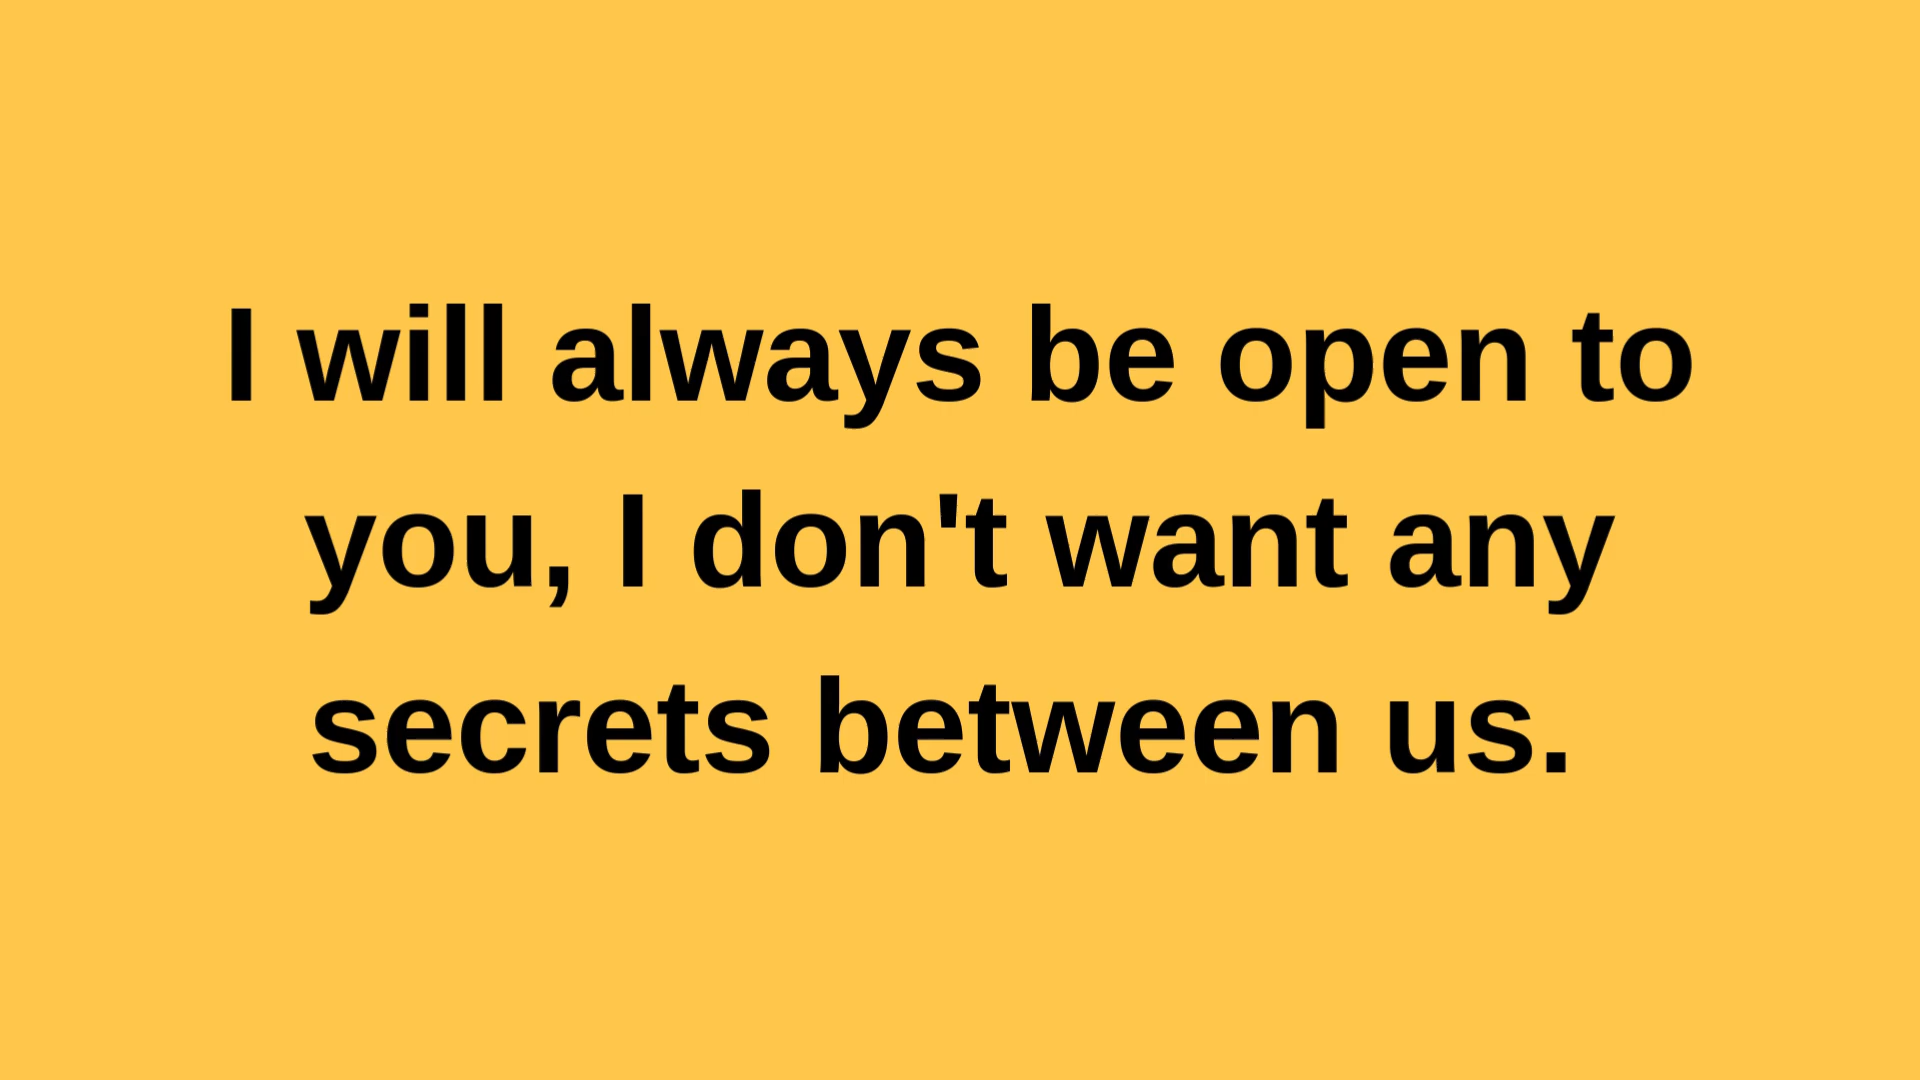 I will always be open to
you, I don't want any
secrets between us.